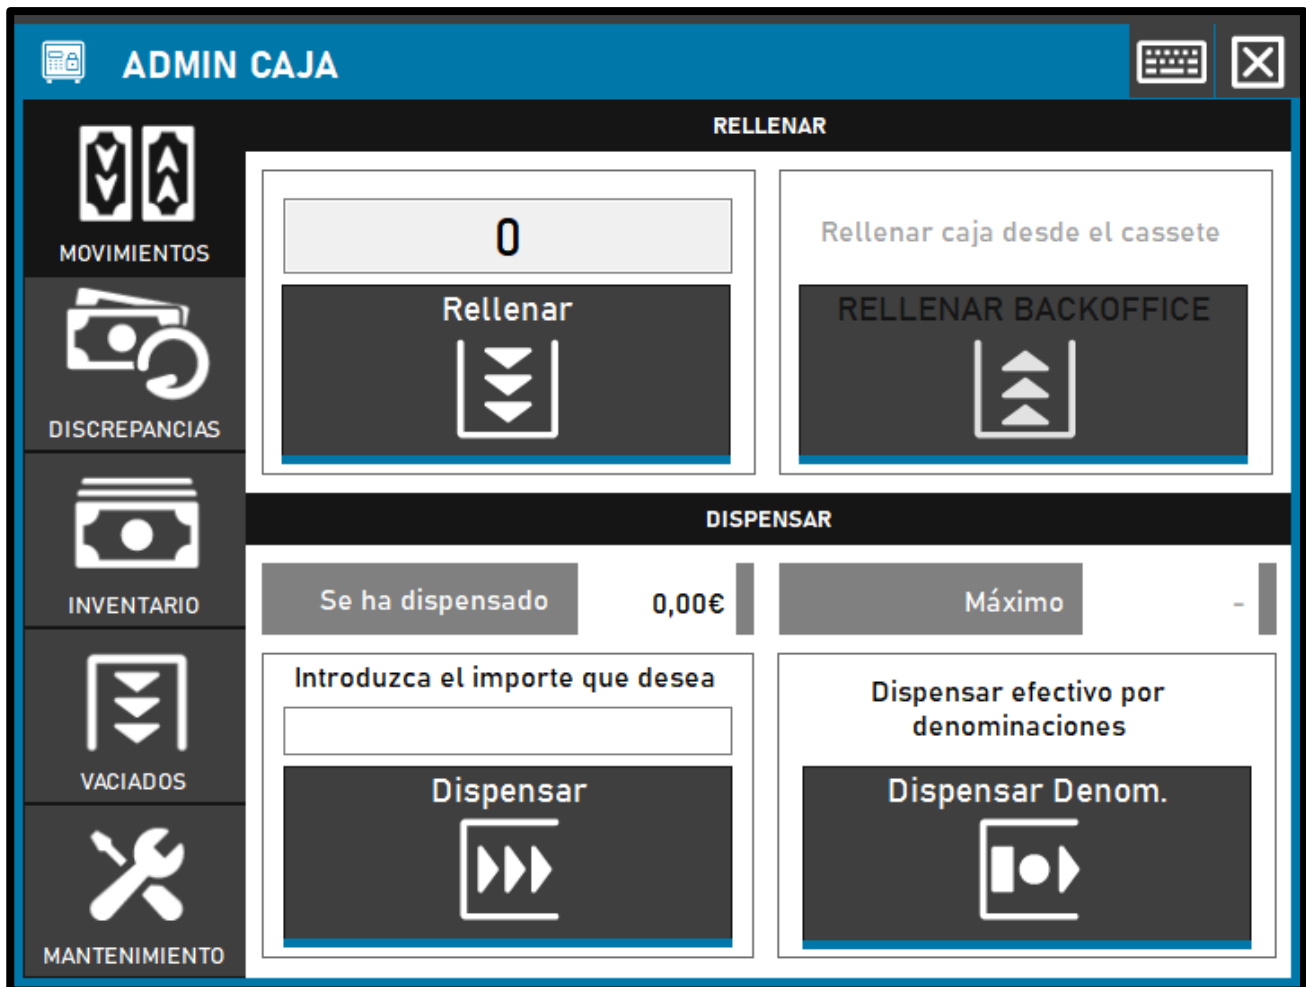 ADMIN CAJA
MOVIMIENTOS
DISCREPANCIAS
INVENTARIO
VACIADOS
MANTENIMIENTO
RELLENAR
0
Rellenar
Rellenar caja desde el cassete
RELLENAR BACKOFFICE
DISPENSAR
Se ha dispensado
0,00€
Máximo
-
Introduzca el importe que desea
Dispensar
Dispensar efectivo por
denominaciones
Dispensar Denom.